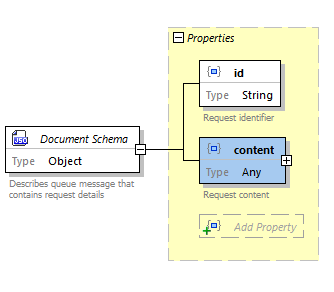 Properties
id
Type String
Request identifier
JSO
Document Schema
Type Object
Describes queue message that
contains request details
content
Type Any
Request content
Add Property